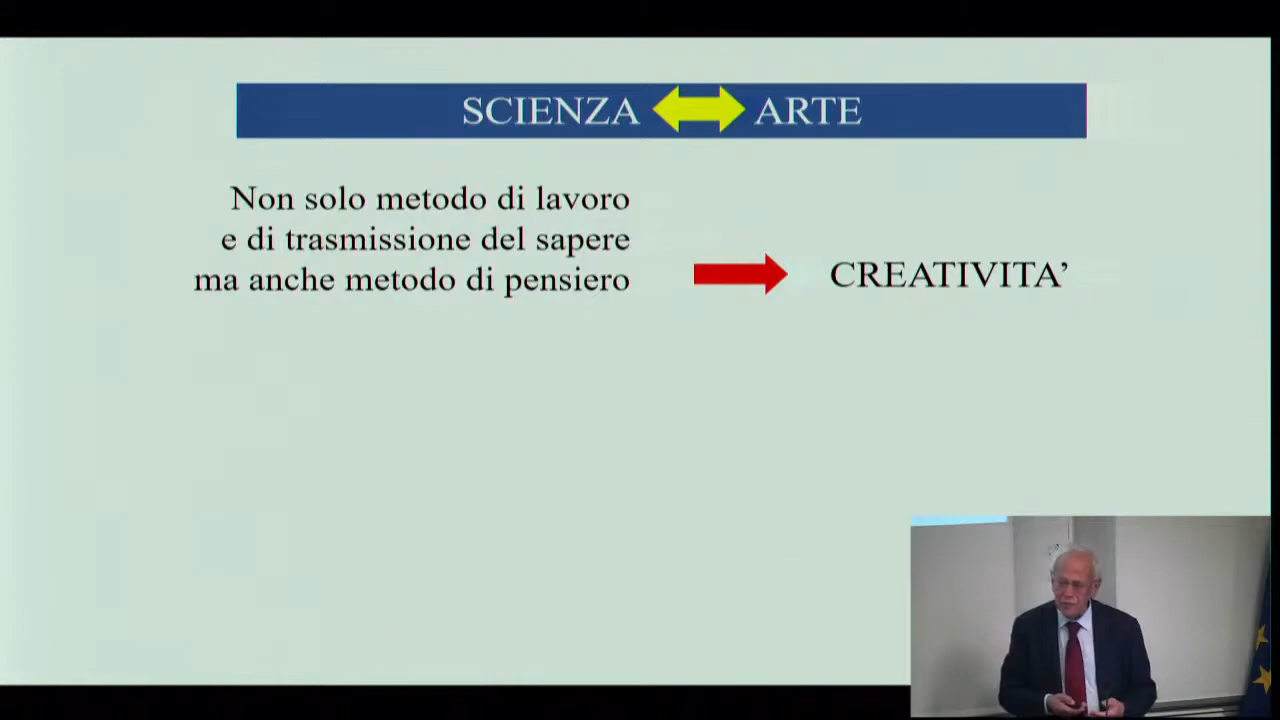 SCIENZA ARTE
Non solo metodo di lavoro
e di trasmissione del sapere
ma anche metodo di pensiero
CREATIVITA’